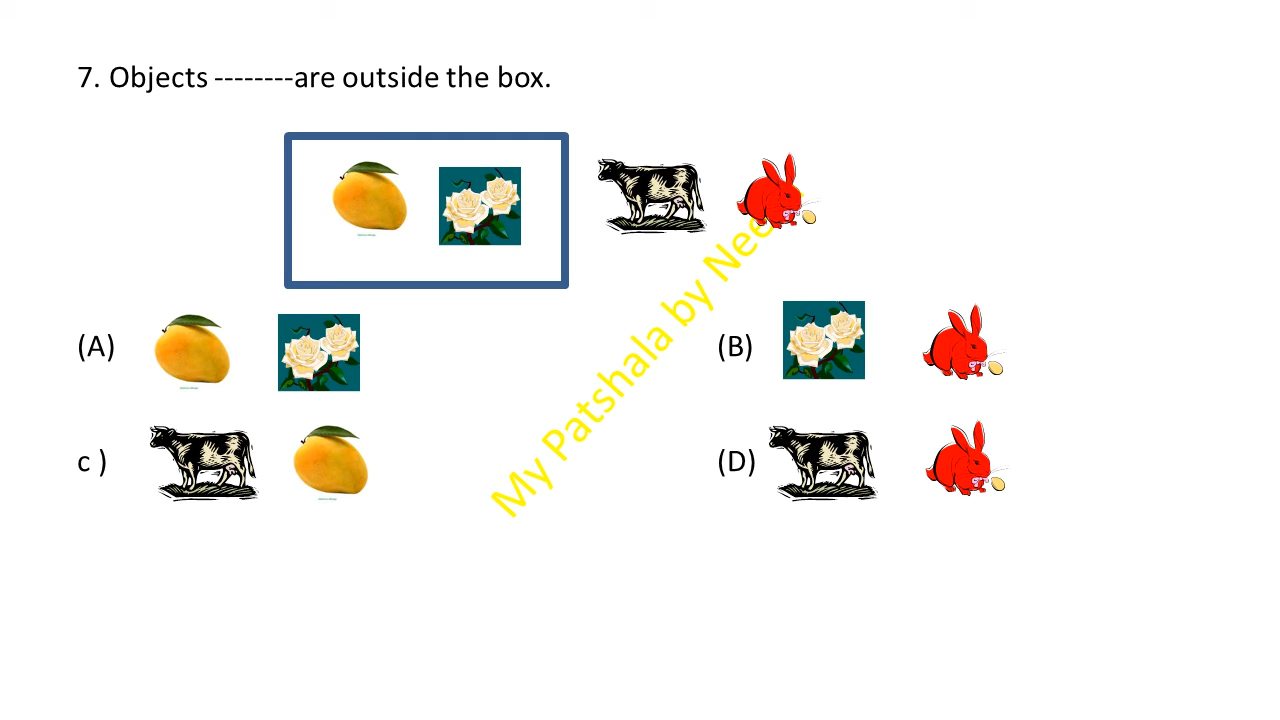 7. Objects --------are outside the box.
My Patshala by Nee
(A)
(B)
c )
(D)